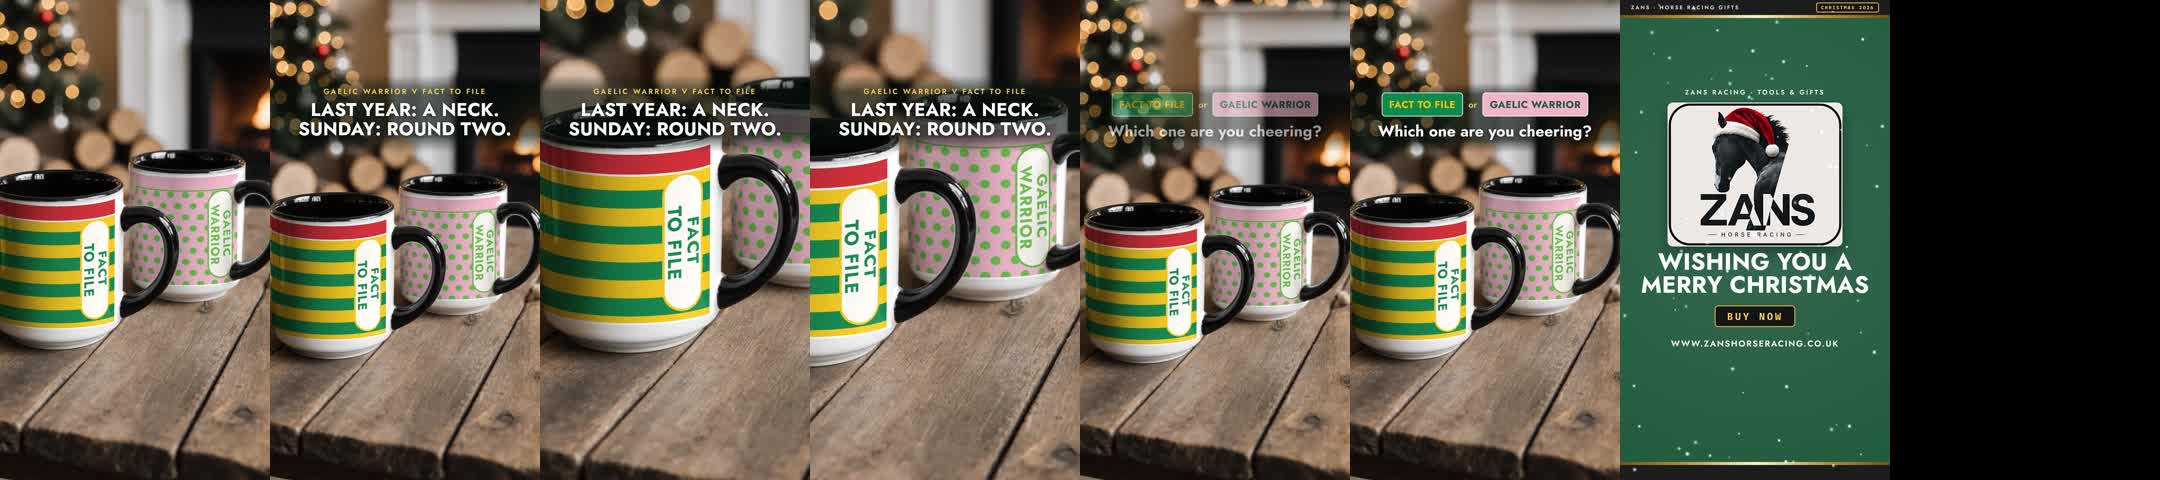 FACT
TO FILE
GAELIC
WARRIOR
GAELIC WARRIOR V FACT TO FILE
LAST YEAR: A NECK.
SUNDAY: ROUND TWO.
FACT
TO FILE
GAELIC
WARRIOR
GAELIC WARRIOR V FACT TO FILE
LAST YEAR: A NECK.
SUNDAY: ROUND TWO.
FACT
TO FILE
GAELIC WARRIOR V FACT TO FILE
LAST YEAR: A NECK.
SUNDAY: ROUND TWO.
FACT
TO FILE
GAELIC
WARRIOR
FACT TO FILE or GAELIC WARRIOR
Which one are you cheering?
FACT
TO FILE
GAELIC
WARRIOR
FACT TO FILE or GAELIC WARRIOR
Which one are you cheering?
FACT
TO FILE
GAELIC
WARRIOR
ZANS · HORSE RACING GIFTS
CHRISTMAS 2026
ZANS RACING · TOOLS & GIFTS
ZANS
HORSE RACING
WISHING YOU A
MERRY CHRISTMAS
BUY NOW
WWW.ZANSHORSERACING.CO.UK